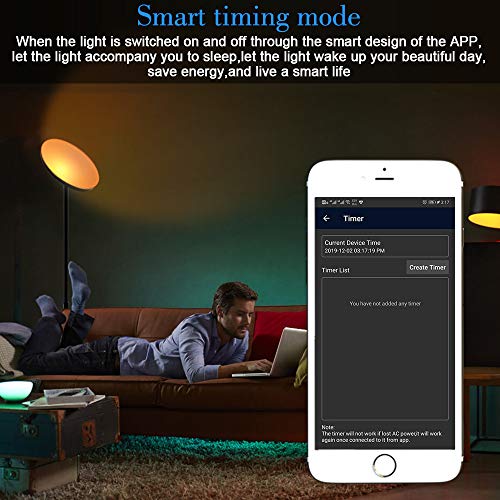 Smart timing mode
When the light is switched on and off through the smart design of the APP,
let the light accompany you to sleep,let the light wake up your beautiful day,
save energy,and live a smart life
3:17
Timer
Current Device Time
2019-12-02 03:17:19 PM
Timer List Create Timer
You have not added any timer
Note:
The timer will not work if lost AC power,it will work
again once connected to it from app.